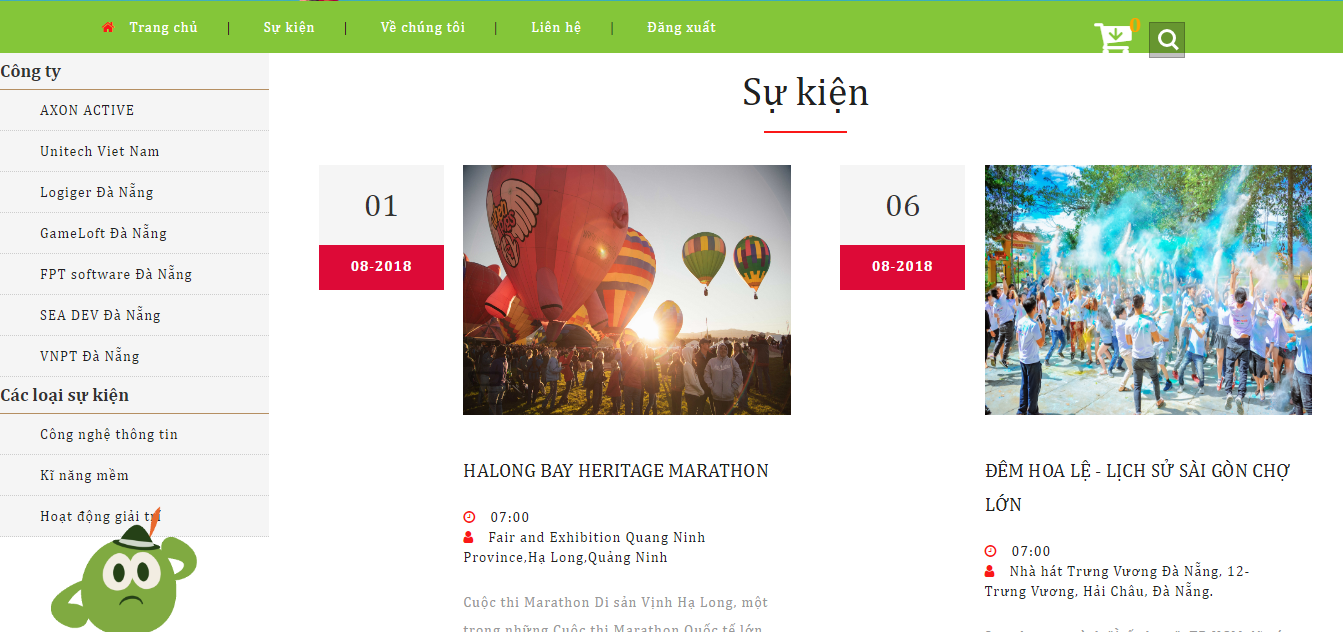 Trang chủ | Sự kiện | Về chúng tôi | Liên hệ | Đăng xuất
0
Công ty
AXON ACTIVE
Unitech Viet Nam
Logiger Đà Nẵng
GameLoft Đà Nẵng
FPT software Đà Nẵng
SEA DEV Đà Nẵng
VNPT Đà Nẵng
Các loại sự kiện
Công nghệ thông tin
Kĩ năng mềm
Hoạt động giải trí
Sự kiện
01
08-2018
HALONG BAY HERITAGE MARATHON
07:00
Fair and Exhibition Quang Ninh
Province,Hạ Long,Quảng Ninh
Cuộc thi Marathon Di sản Vịnh Hạ Long, một
trong những Cuộc thi Marathon Quốc tế lớn
06
08-2018
ĐÊM HOA LỆ - LỊCH SỬ SÀI GÒN CHỢ
LỚN
07:00
Nhà hát Trưng Vương Đà Nẵng, 12-
Trưng Vương, Hải Châu, Đà Nẵng.